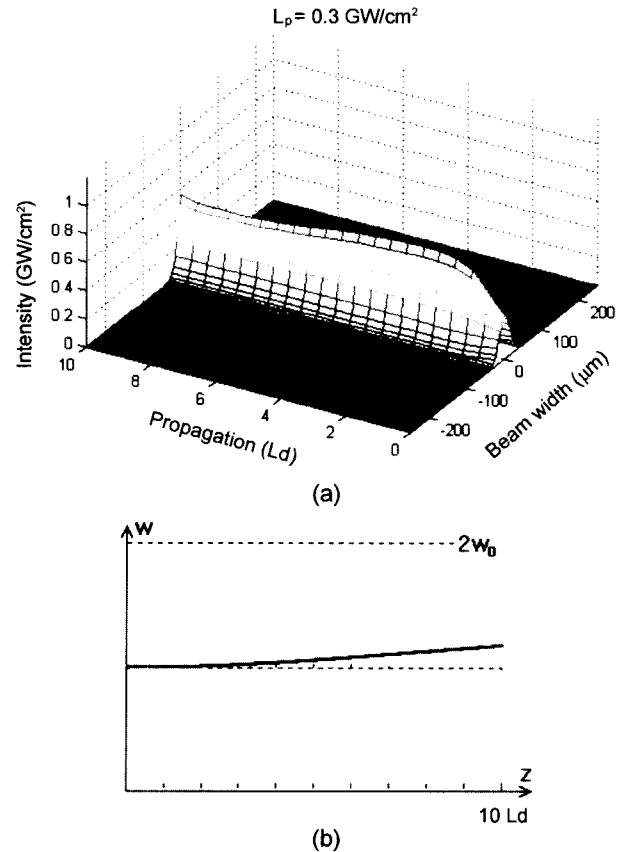 Lₚ = 0.3 GW/cm²
Intensity (GW/cm²)
1
0 8
0 6
0 4
0 2
0
10
8
6
4
2
0
Propagation (Ld)
200
100
0
-100
-200
Beam width (µm)
(a)
w
2w₀
z
10 Ld
(b)